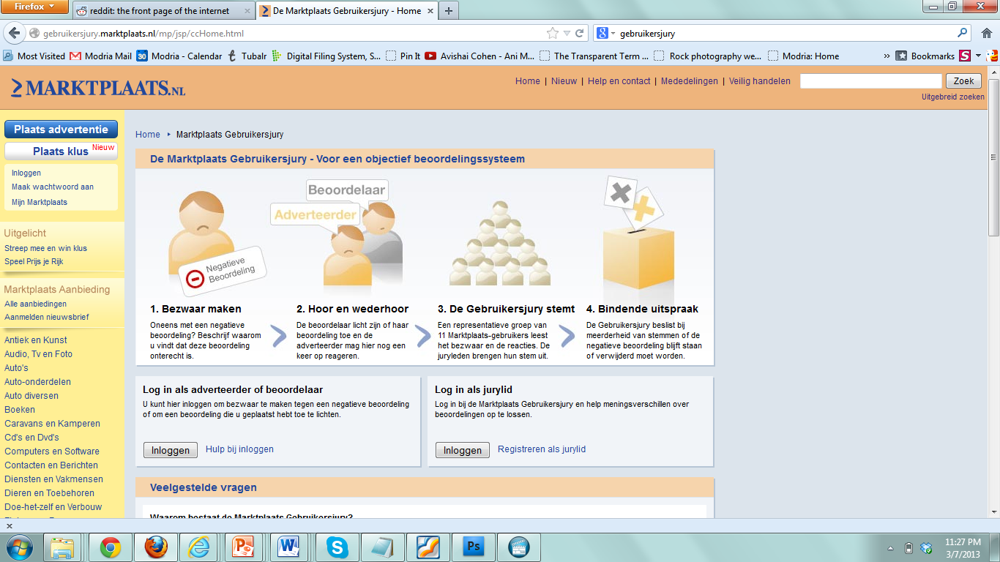 Firefox
reddit: the front page of the internet
De Marktplaats Gebruikersjury - Home
gebruikersjury.marktplaats.nl/mp/jsp/ccHome.html
gebruikersjury
Most Visited
Modria Mail
Modria - Calendar
Tubalr
Digital Filing System, S...
Pin It
Avishai Cohen - Ani M...
The Transparent Term ...
Rock photography we...
Modria: Home
»
Bookmarks
MARKTPLAATS.NL
Home | Nieuw | Help en contact | Mededelingen | Veilig handelen
Zoek
Uitgebreid zoeken
Plaats advertentie
Plaats klus Nieuw
Inloggen
Maak wachtwoord aan
Mijn Marktplaats
Uitgelicht
Streep mee en win klus
Speel Prijs je Rijk
Marktplaats Aanbieding
Alle aanbiedingen
Aanmelden nieuwsbrief
Antiek en Kunst
Audio, Tv en Foto
Auto's
Auto-onderdelen
Auto diversen
Boeken
Caravans en Kamperen
Cd's en Dvd's
Computers en Software
Contacten en Berichten
Diensten en Vakmensen
Dieren en Toebehoren
Doe-het-zelf en Verbouw
Home Marktplaats Gebruikersjury
De Marktplaats Gebruikersjury - Voor een objectief beoordelingssysteem
Negatieve
Beoordeling
Beoordelaar
Adverteerder
1. Bezwaar maken
Oneens met een negatieve
beoordeling? Beschrijf waarom
u vindt dat deze beoordeling
onterecht is.
2. Hoor en wederhoor
De beoordelaar licht zijn of haar
beoordeling toe en de
adverteerder mag hier nog een
keer op reageren.
3. De Gebruikersjury stemt
Een representatieve groep van
11 Marktplaats-gebruikers leest
het bezwaar en de reacties. De
juryleden brengen hun stem uit.
4. Bindende uitspraak
De Gebruikersjury beslist bij
meerderheid van stemmen of de
negatieve beoordeling blijft staan
of verwijderd moet worden.
Log in als adverteerder of beoordelaar
U kunt hier inloggen om bezwaar te maken tegen een negatieve beoordeling
of om een beoordeling die u geplaatst hebt toe te lichten.
Inloggen Hulp bij inloggen
Log in als jurylid
Log in bij de Marktplaats Gebruikersjury en help meningsverschillen over
beoordelingen op te lossen.
Inloggen Registreren als jurylid
Veelgestelde vragen
Waarom bestaat de Marktplaats Gebruikersjury?
11:27 PM
3/7/2013